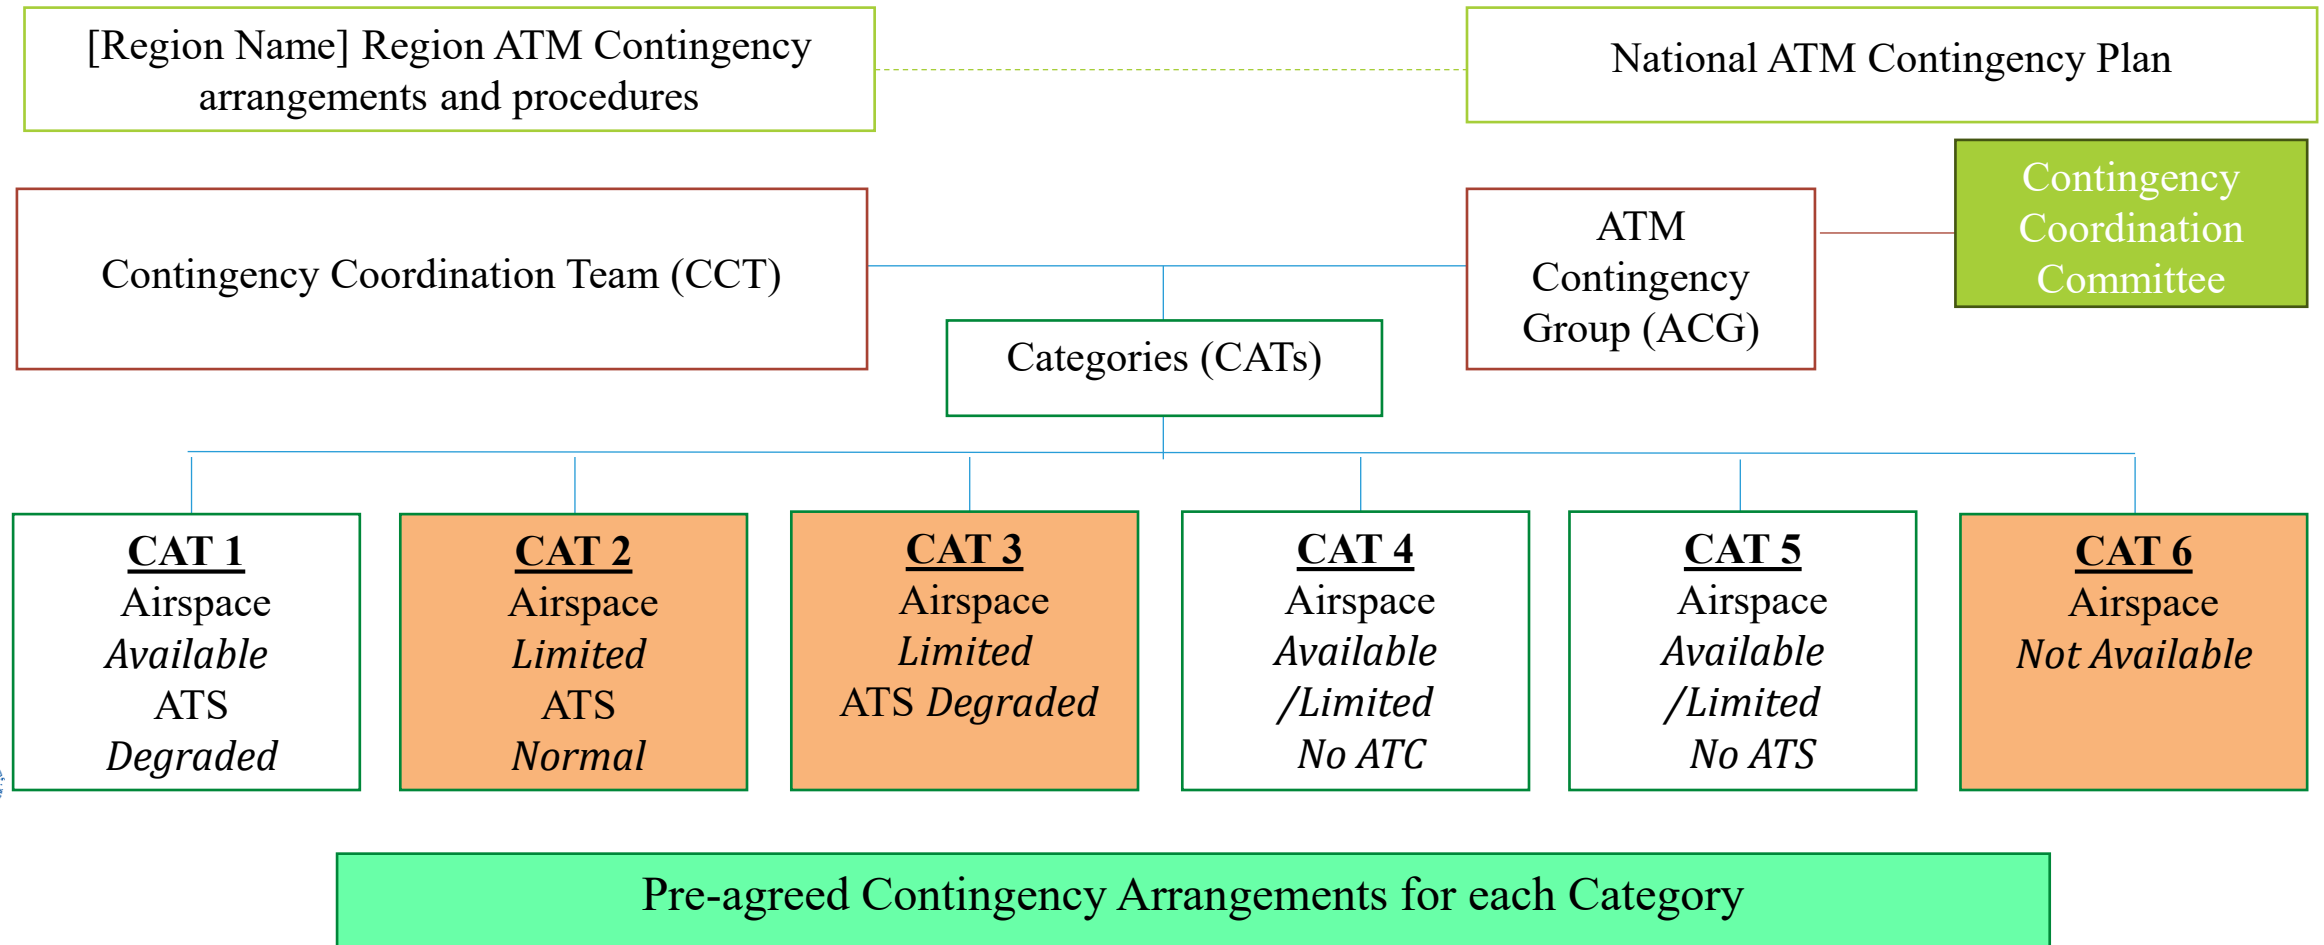 [Region Name] Region ATM Contingency
arrangements and procedures
National ATM Contingency Plan
Contingency Coordination Team (CCT)
ATM
Contingency
Group (ACG)
Contingency
Coordination
Committee
Categories (CATs)
CAT 1
Airspace
Available
ATS
Degraded
CAT 2
Airspace
Limited
ATS
Normal
CAT 3
Airspace
Limited
ATS Degraded
CAT 4
Airspace
Available
/Limited
No ATC
CAT 5
Airspace
Available
/Limited
No ATS
CAT 6
Airspace
Not Available
Pre-agreed Contingency Arrangements for each Category